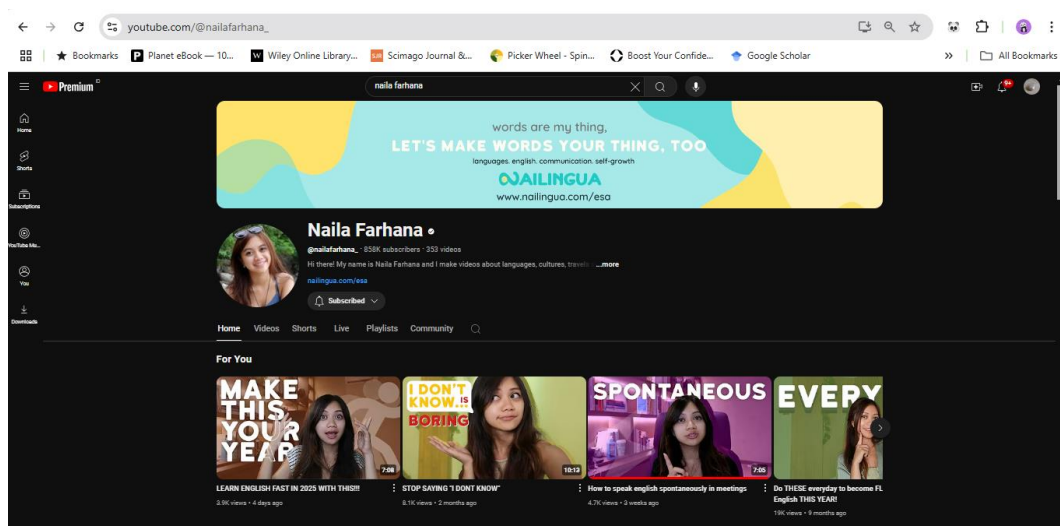 youtube.com/@nailafarhana_
Bookmarks Planet eBook — 10... Wiley Online Library... Scimago Journal &... Picker Wheel - Spin... Boost Your Confide... Google Scholar » All Bookmarks
Premium ID
naila farhana
9+
Home
Shorts
Subscriptions
YouTube Mu...
You
Downloads
words are my thing,
LET'S MAKE WORDS YOUR THING, TOO
languages. english. communication. self-growth
NAILINGUA
www.nailingua.com/esa
Naila Farhana
@nailafarhana_ · 858K subscribers · 353 videos
Hi there! My name is Naila Farhana and I make videos about languages, cultures, travels ...more
nailingua.com/esa
Subscribed
Home Videos Shorts Live Playlists Community
For You
MAKE
THIS
YOUR
YEAR
7:08
I DON'T
KNOW..IS
BORING
10:13
SPONTANEOUS
7:05
EVERY
LEARN ENGLISH FAST IN 2025 WITH THIS!!!
3.9K views • 4 days ago
STOP SAYING "I DONT KNOW"
8.1K views • 2 months ago
How to speak english spontaneously in meetings
4.7K views • 3 weeks ago
Do THESE everyday to become FL
English THIS YEAR!
19K views • 9 months ago